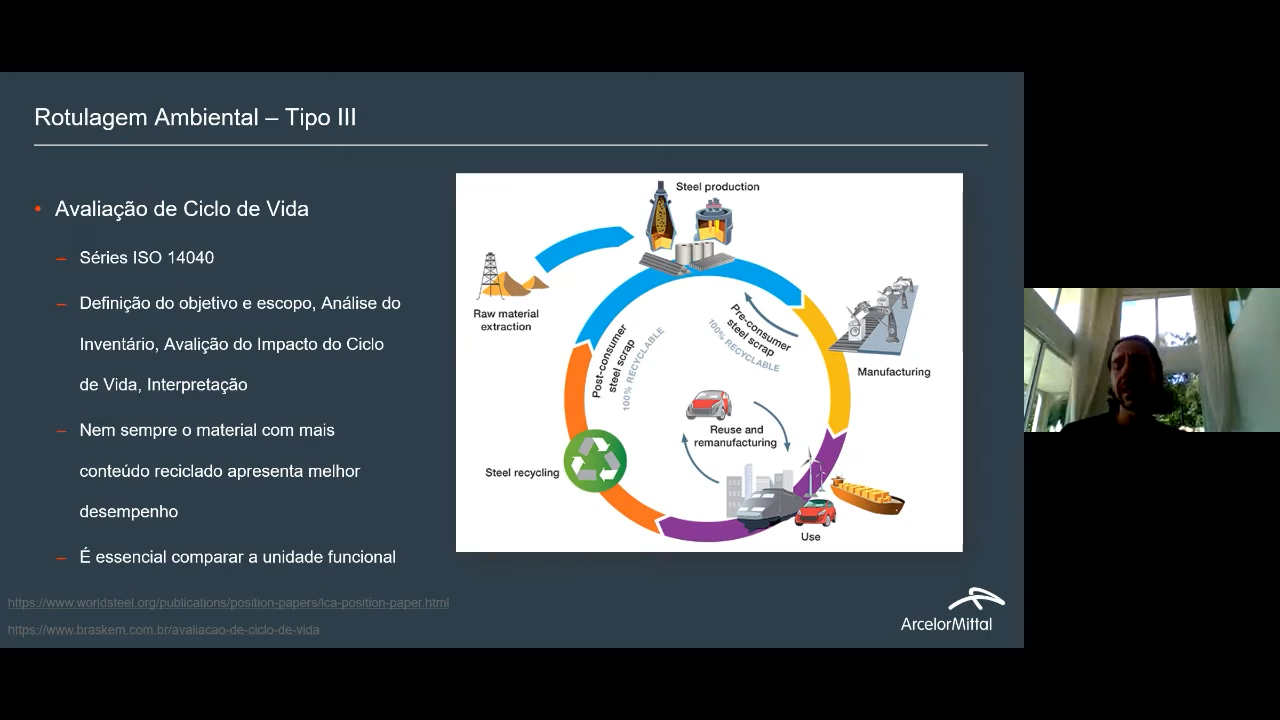 Rotulagem Ambiental – Tipo III
• Avaliação de Ciclo de Vida
– Séries ISO 14040
– Definição do objetivo e escopo, Análise do
Inventário, Avalição do Impacto do Ciclo
de Vida, Interpretação
– Nem sempre o material com mais
conteúdo reciclado apresenta melhor
desempenho
– É essencial comparar a unidade funcional
https://www.worldsteel.org/publications/position-papers/lca-position-paper.html
https://www.braskem.com.br/avaliacao-de-ciclo-de-vida
Steel production
Raw material
extraction
Post-consumer
steel scrap
100% RECYCLABLE
Pre-consumer
steel scrap
100% RECYCLABLE
Manufacturing
Reuse and
remanufacturing
Steel recycling
Use
ArcelorMittal